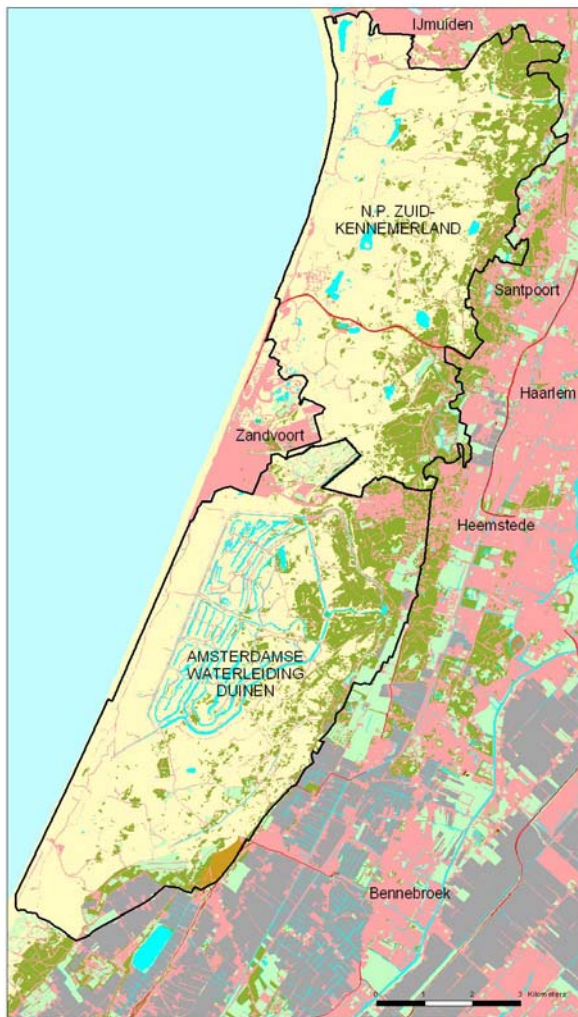 IJmuiden
N.P. ZUID-
KENNEMERLAND
Santpoort
Haarlem
Zandvoort
Heemstede
AMSTERDAMSE
WATERLEIDING
DUINEN
Bennebroek
0 1 2 3 Kilometers